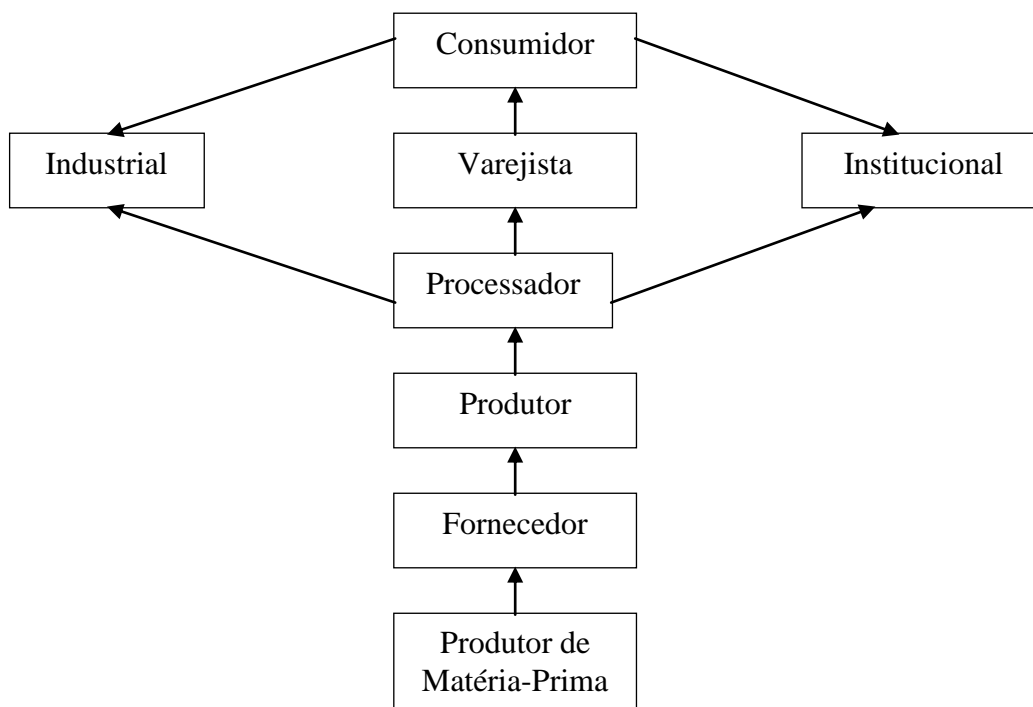 Consumidor
Industrial
Varejista
Institucional
Processador
Produtor
Fornecedor
Produtor de
Matéria-Prima